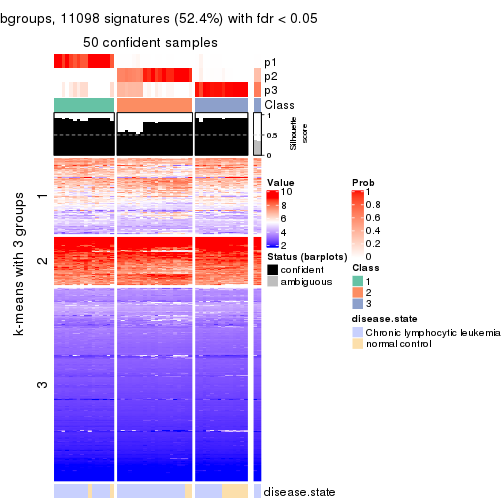 bgroups, 11098 signatures (52.4%) with fdr < 0.05
50 confident samples
p1
p2
p3
Class
1
0.5
0
Silhouette
score
k-means with 3 groups
1
2
3
disease.state
Value
10
8
6
4
2
Status (barplots)
confident
ambiguous
Prob
1
0.8
0.6
0.4
0.2
0
Class
1
2
3
disease.state
Chronic lymphocytic leukemia
normal control